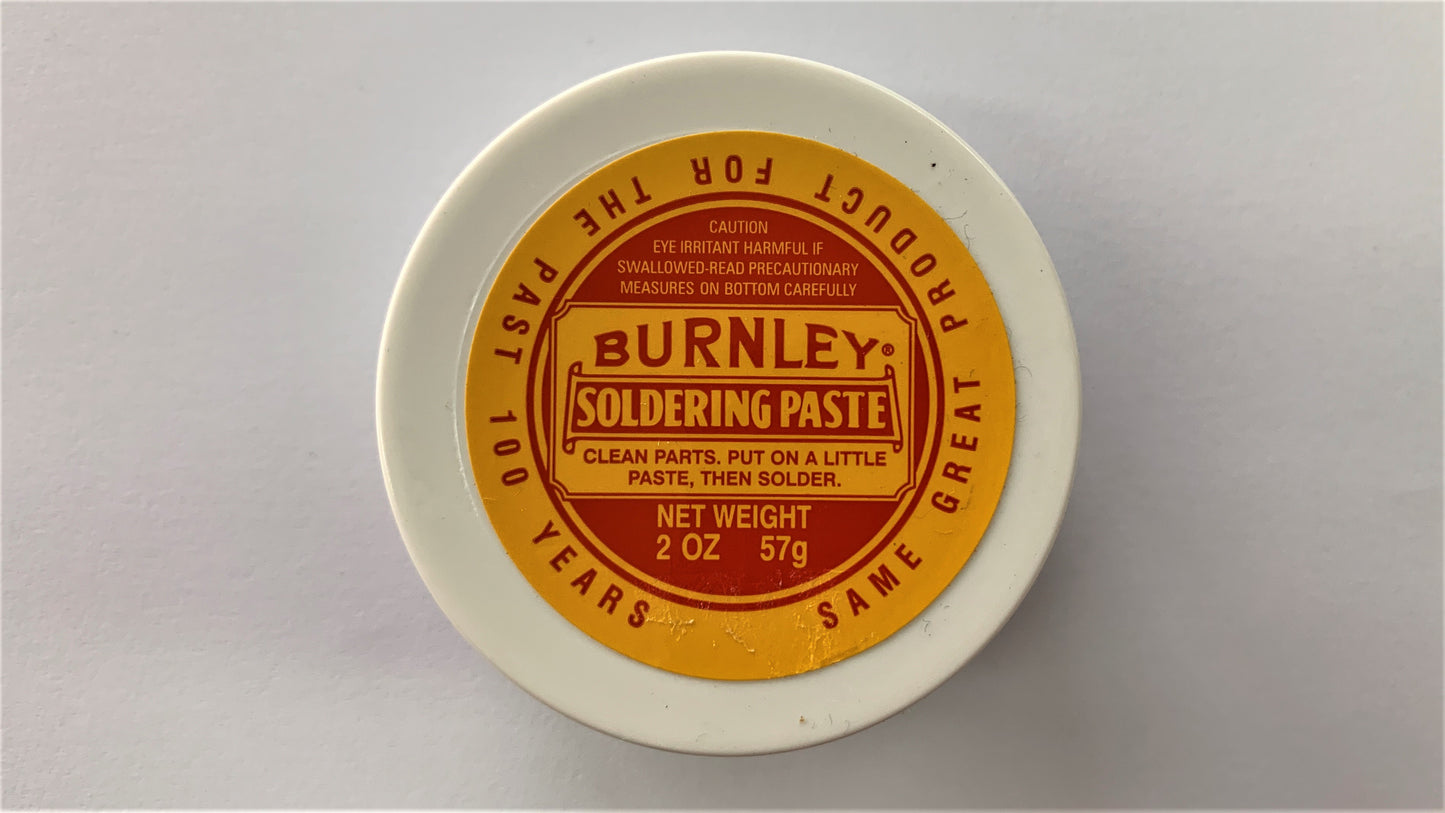 SAME GREAT PRODUCT FOR THE PAST 100 YEARS
CAUTION
EYE IRRITANT HARMFUL IF
SWALLOWED-READ PRECAUTIONARY
MEASURES ON BOTTOM CAREFULLY
BURNLEY®
SOLDERING PASTE
CLEAN PARTS. PUT ON A LITTLE
PASTE, THEN SOLDER.
NET WEIGHT
2 OZ 57g